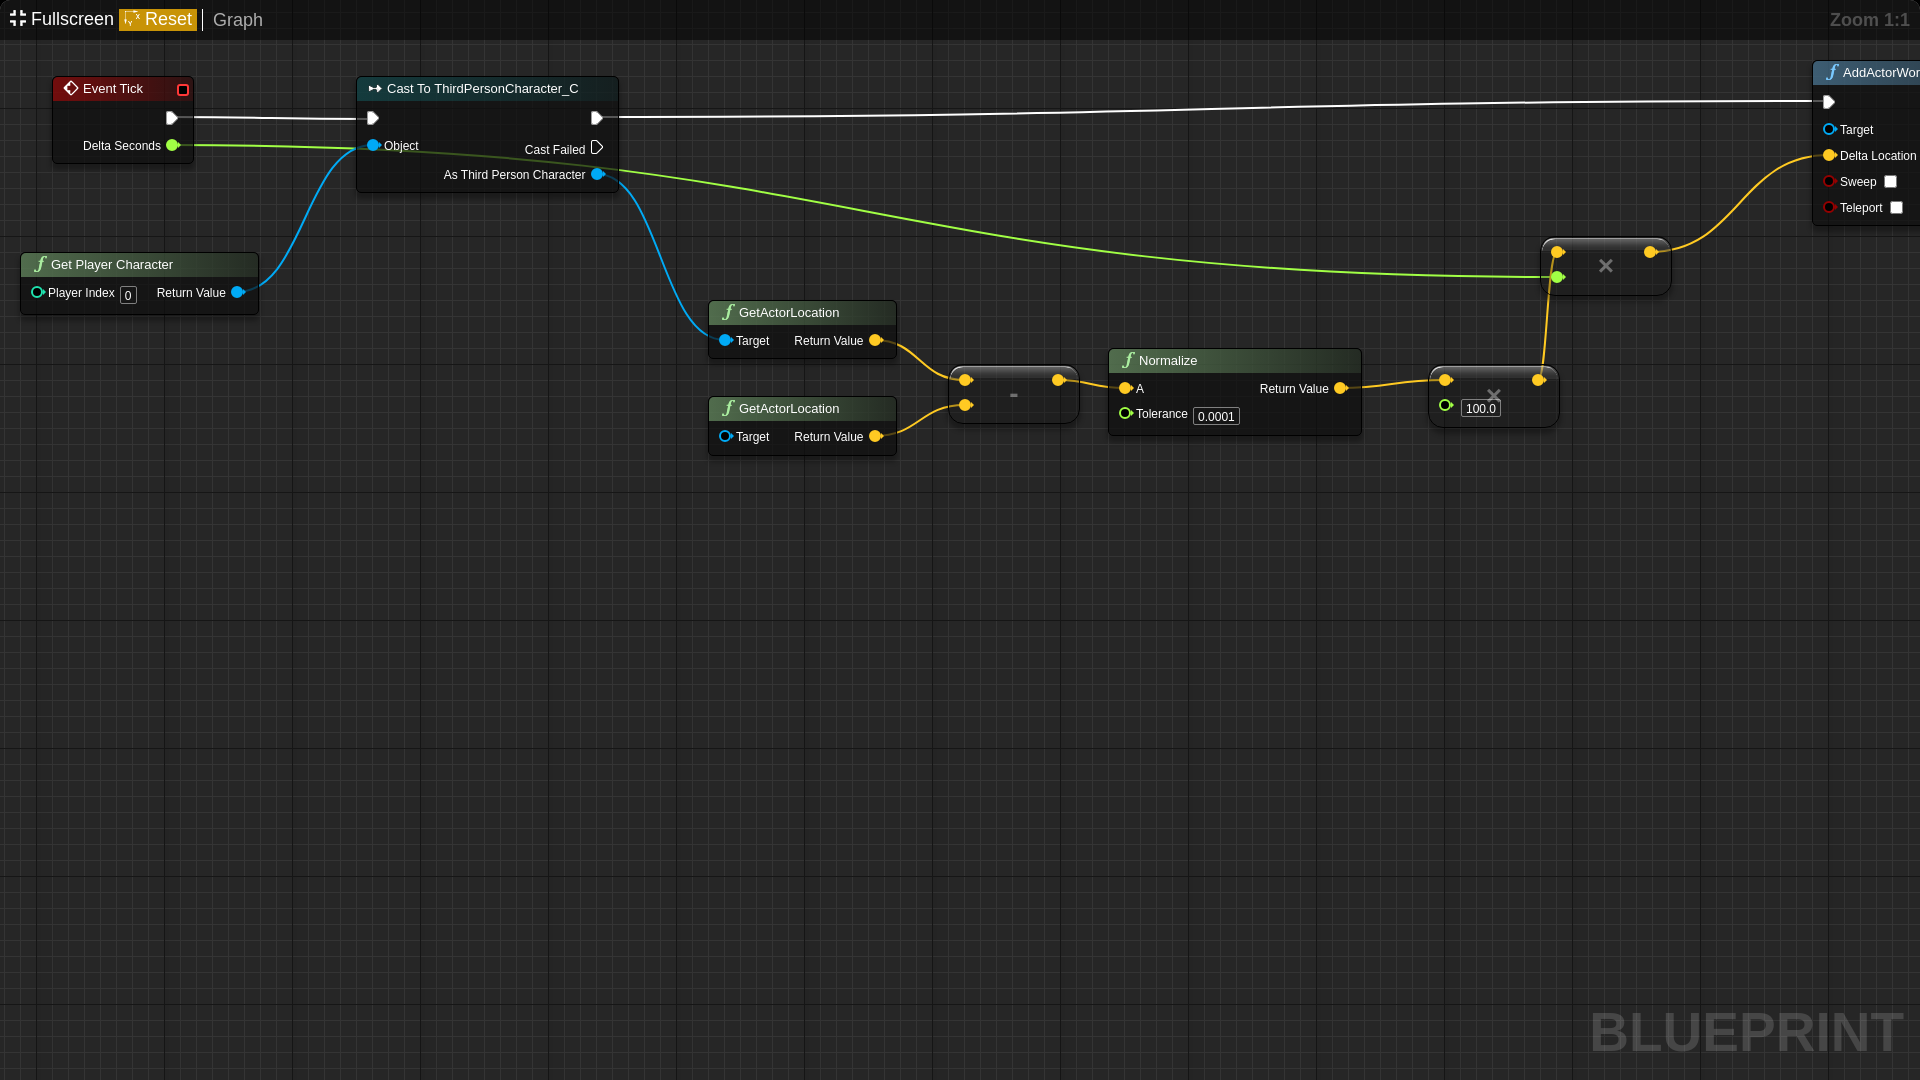 Fullscreen Reset Graph Zoom 1:1
Event Tick
Delta Seconds
Cast To ThirdPersonCharacter_C
Object
Cast Failed
As Third Person Character
Get Player Character
Player Index 0 Return Value
GetActorLocation
Target Return Value
GetActorLocation
Target Return Value
-
Normalize
A Return Value
Tolerance 0.0001
×
100.0
×
AddActorWor
Target
Delta Location
Sweep
Teleport
BLUEPRINT